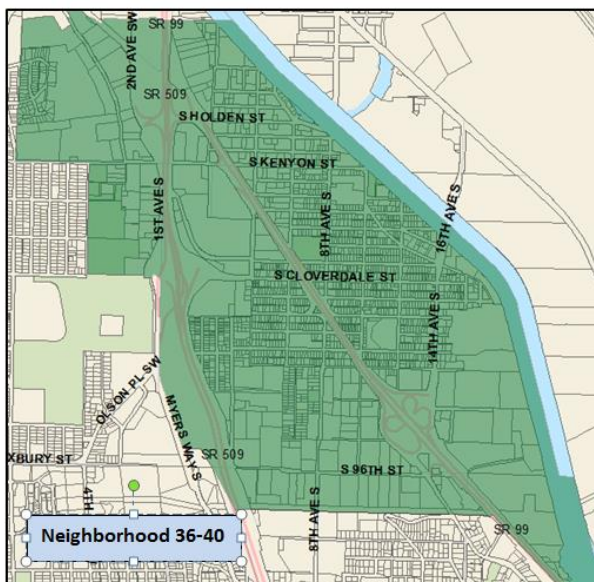 SR 99
2ND AVE SW
SR 509
S HOLDEN ST
S KENYON ST
1ST AVE S
8TH AVE S
16TH AVE S
S CLOVERDALE ST
14TH AVE S
OLSON PL SW
MYERS WAY S
XBURY ST
SR 509
S 96TH ST
4TH
8TH AVE S
SR 99
Neighborhood 36-40